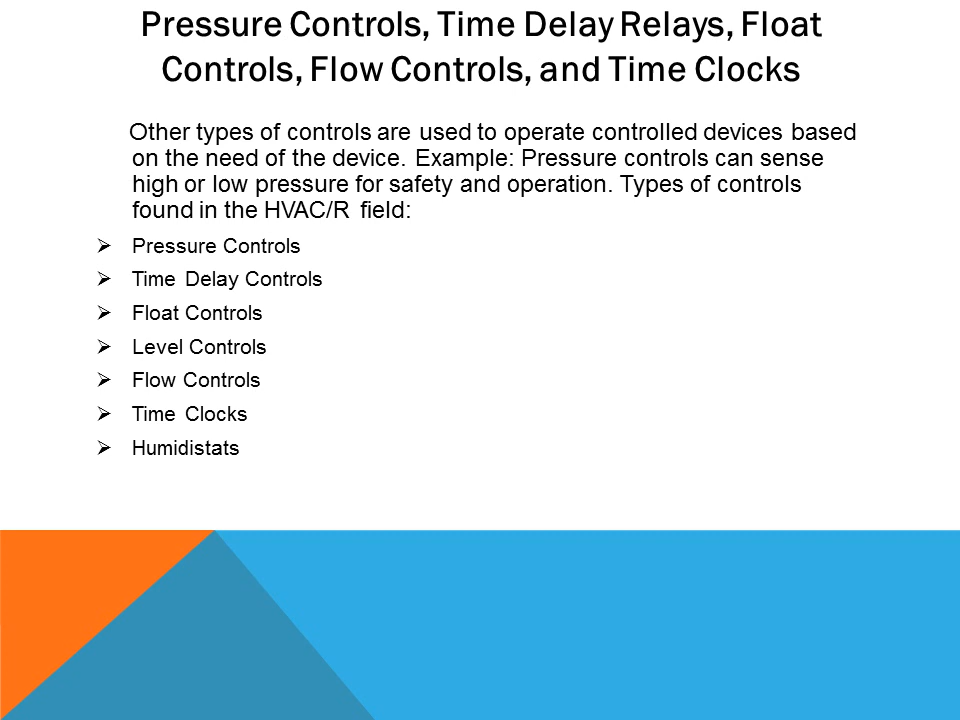 Pressure Controls, Time Delay Relays, Float
Controls, Flow Controls, and Time Clocks
Other types of controls are used to operate controlled devices based
on the need of the device. Example: Pressure controls can sense
high or low pressure for safety and operation. Types of controls
found in the HVAC/R field:
➢ Pressure Controls
➢ Time Delay Controls
➢ Float Controls
➢ Level Controls
➢ Flow Controls
➢ Time Clocks
➢ Humidistats